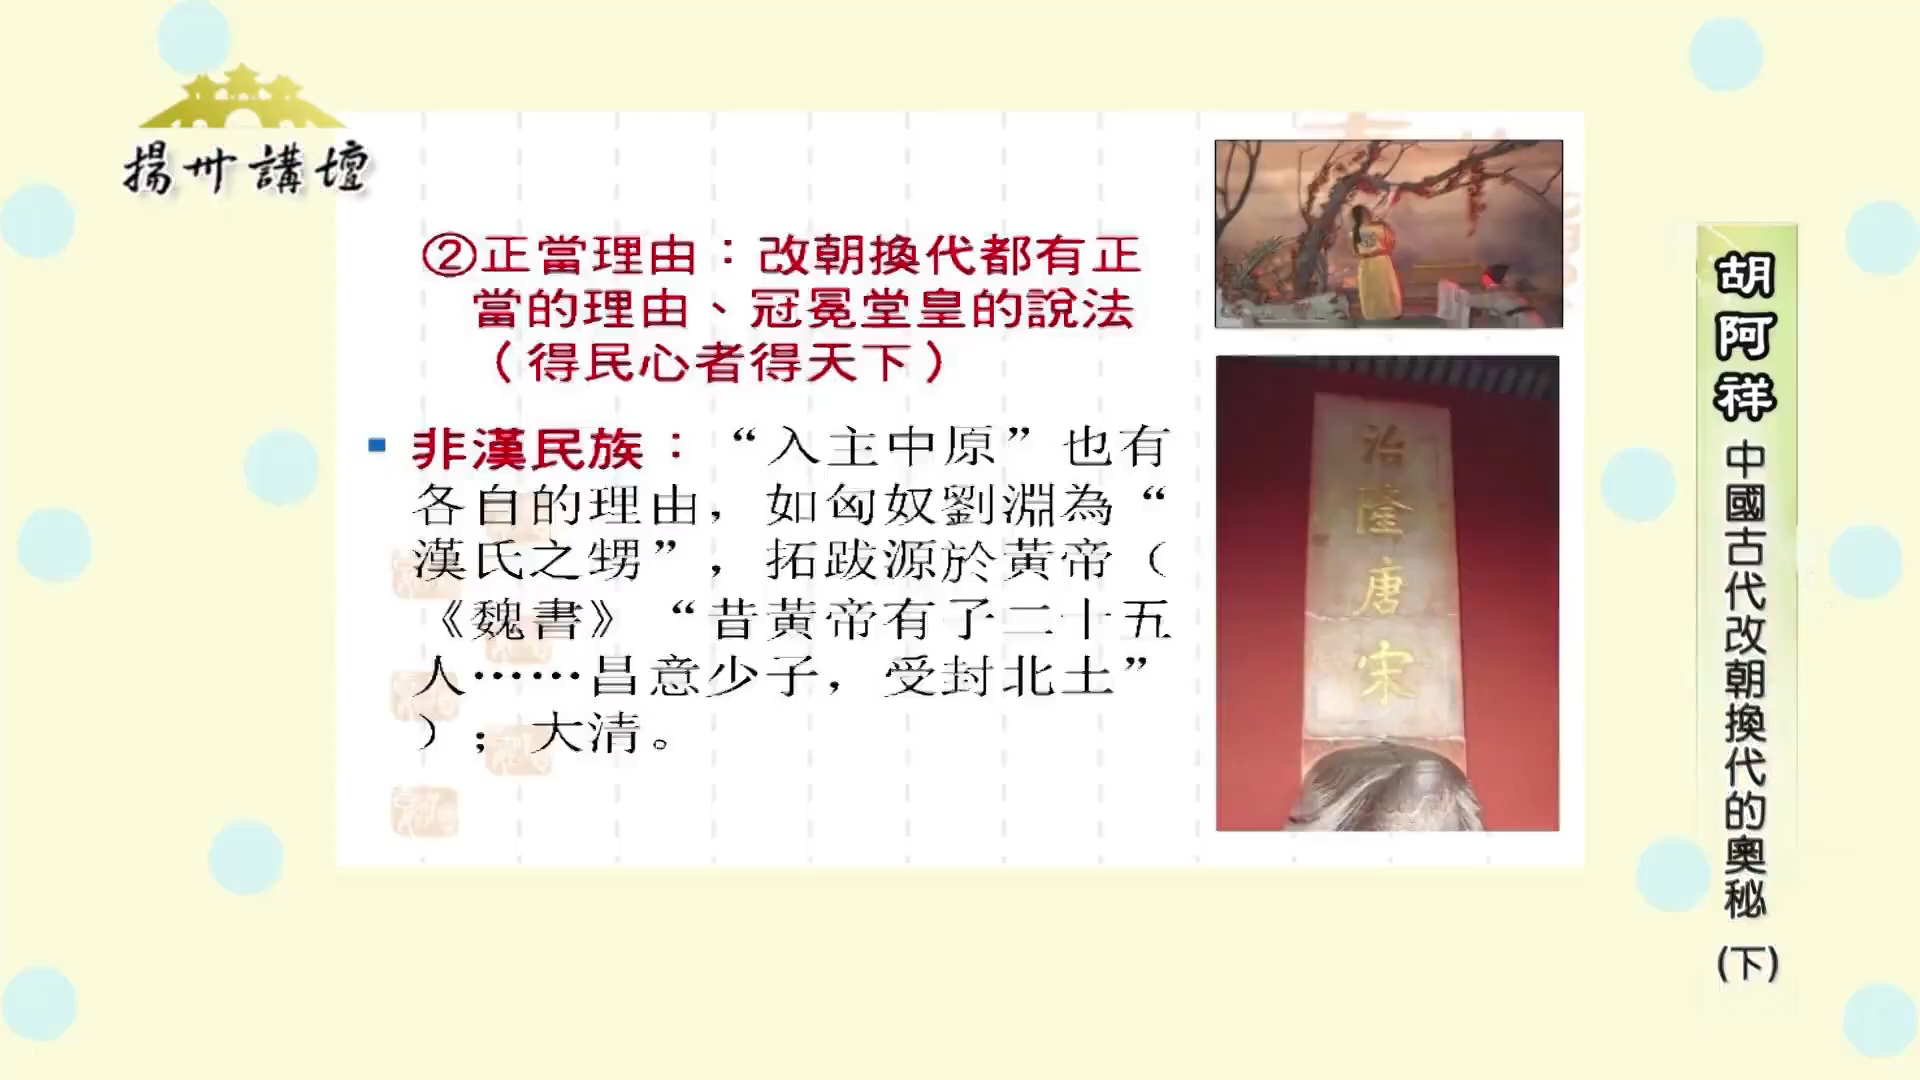 揚州講壇
②正當理由：改朝換代都有正
當的理由、冠冕堂皇的說法
（得民心者得天下）
非漢民族：“入主中原”也有
各自的理由，如匈奴劉淵為“
漢氏之甥”，拓跋源於黃帝（
《魏書》“昔黃帝有子二十五
人……昌意少子，受封北土”
）；大清。
治隆唐宋
胡阿祥 中國古代改朝換代的奧秘 (下)